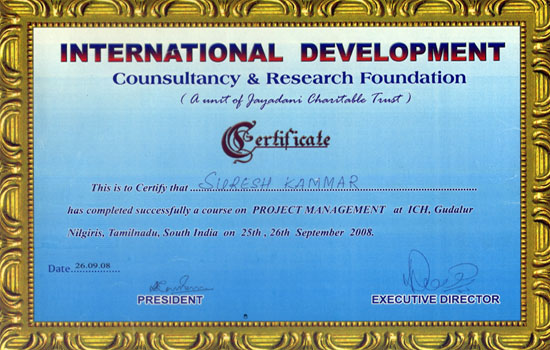 INTERNATIONAL DEVELOPMENT
Counsultancy & Research Foundation
( A unit of Jayadani Charitable Trust )
Certificate
This is to Certify that SURESH KAMMAR
has completed successfully a course on PROJECT MANAGEMENT at ICH, Gudalur
Nilgiris, Tamilnadu, South India on 25th , 26th September 2008.
Date 26.09.08
PRESIDENT EXECUTIVE DIRECTOR